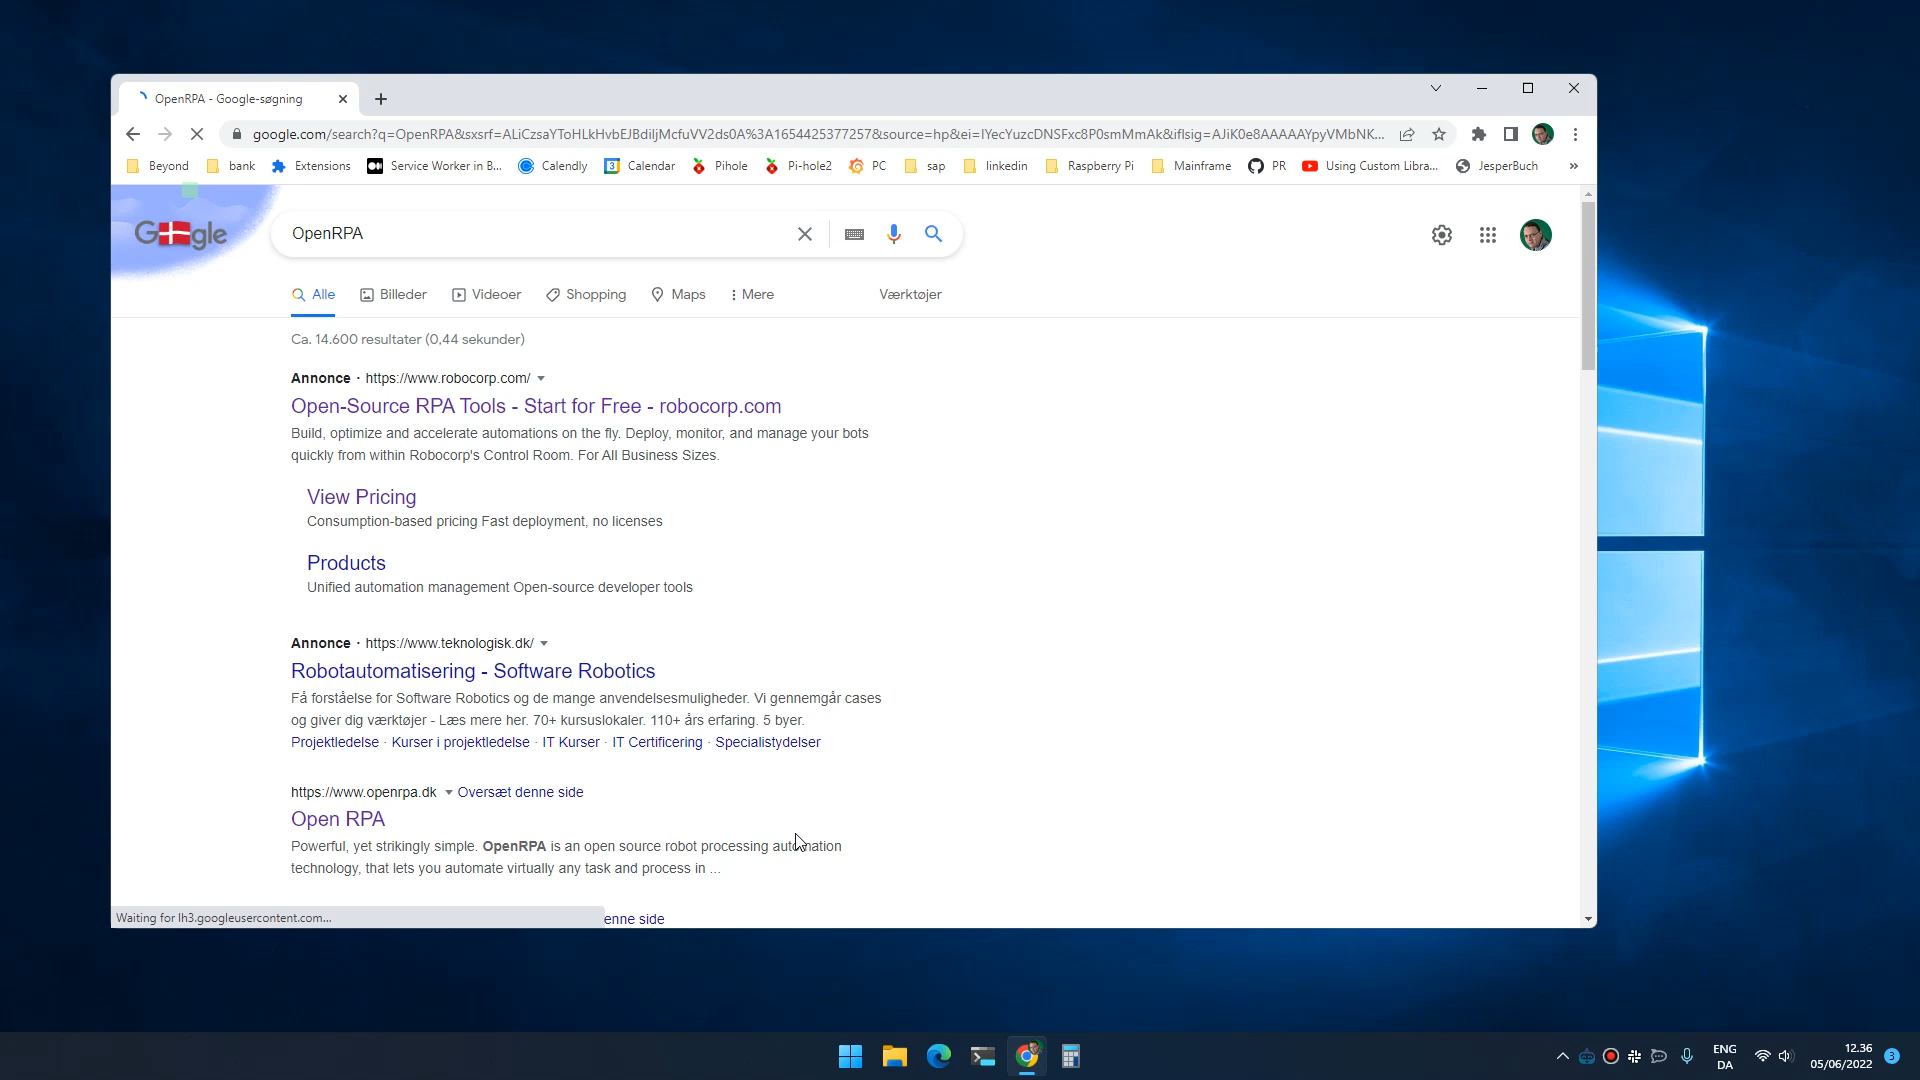 OpenRPA - Google-søgning
google.com/search?q=OpenRPA&sxsrf=ALiCzsaYToHLkHvbEJBdiljMcfuVV2ds0A%3A1654425377257&source=hp&ei=IYecYuzcDNSFxc8P0smMmAk&iflsig=AJiK0e8AAAAAYpyVMbNK...
Beyond bank Extensions Service Worker in B... Calendly Calendar Pihole Pi-hole2 PC sap linkedin Raspberry Pi Mainframe PR Using Custom Libra... JesperBuch »
Google OpenRPA
Alle Billeder Videoer Shopping Maps Mere Værktøjer
Ca. 14.600 resultater (0,44 sekunder)
Annonce · https://www.robocorp.com/
Open-Source RPA Tools - Start for Free - robocorp.com
Build, optimize and accelerate automations on the fly. Deploy, monitor, and manage your bots
quickly from within Robocorp's Control Room. For All Business Sizes.
View Pricing
Consumption-based pricing Fast deployment, no licenses
Products
Unified automation management Open-source developer tools
Annonce · https://www.teknologisk.dk/
Robotautomatisering - Software Robotics
Få forståelse for Software Robotics og de mange anvendelsesmuligheder. Vi gennemgår cases
og giver dig værktøjer - Læs mere her. 70+ kursuslokaler. 110+ års erfaring. 5 byer.
Projektledelse · Kurser i projektledelse · IT Kurser · IT Certificering · Specialistydelser
https://www.openrpa.dk Oversæt denne side
Open RPA
Powerful, yet strikingly simple. OpenRPA is an open source robot processing automation
technology, that lets you automate virtually any task and process in ...
Waiting for lh3.googleusercontent.com... enne side
ENG 12.36
DA 05/06/2022 3